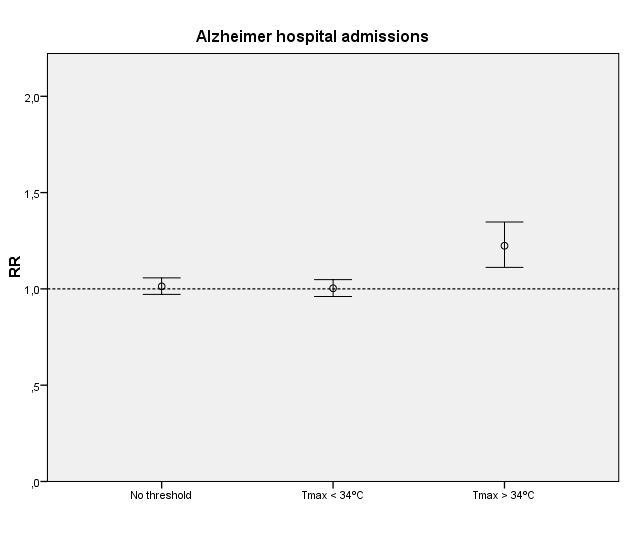 Alzheimer hospital admissions
2,0
1,5
1,0
,5
,0
RR
No threshold
Tmax < 34ºC
Tmax > 34ºC